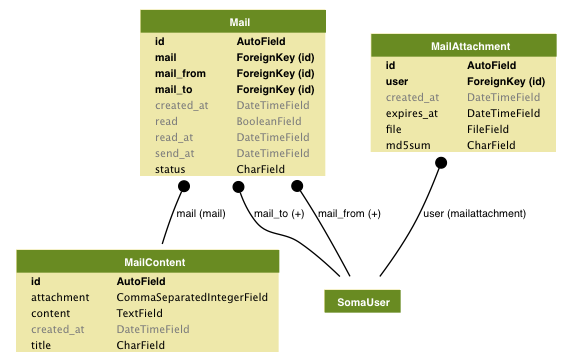 Mail
id AutoField
mail ForeignKey (id)
mail_from ForeignKey (id)
mail_to ForeignKey (id)
created_at DateTimeField
read BooleanField
read_at DateTimeField
send_at DateTimeField
status CharField
MailAttachment
id AutoField
user ForeignKey (id)
created_at DateTimeField
expires_at DateTimeField
file FileField
md5sum CharField
mail (mail)
mail_to (+)
mail_from (+)
user (mailattachment)
MailContent
id AutoField
attachment CommaSeparatedIntegerField
content TextField
created_at DateTimeField
title CharField
SomaUser